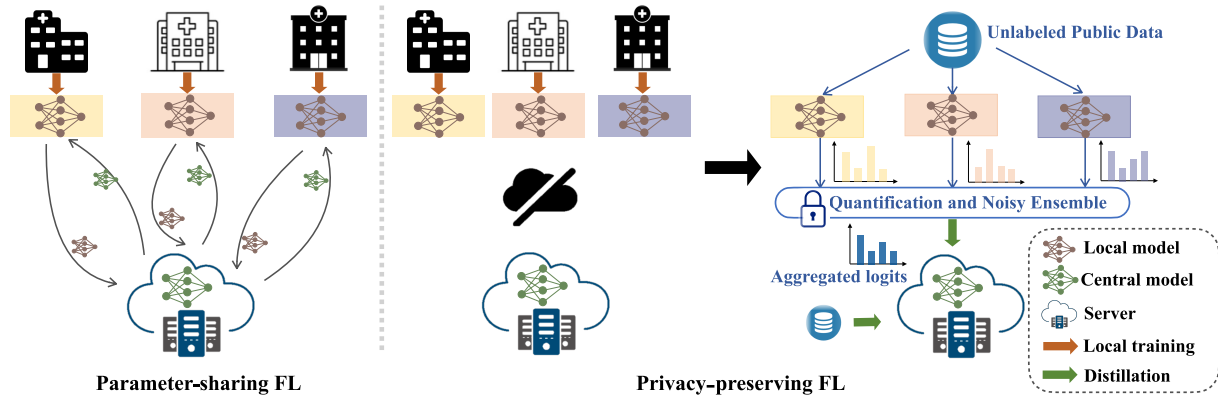 Unlabeled Public Data
Quantification and Noisy Ensemble
Aggregated logits
Local model
Central model
Server
Local training
Distillation
Parameter-sharing FL
Privacy-preserving FL